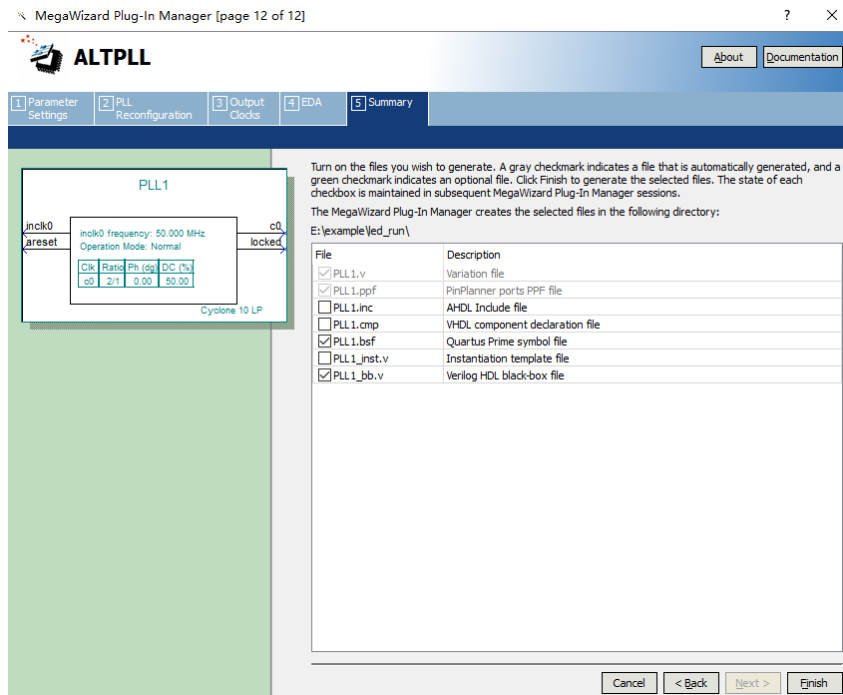 MegaWizard Plug-In Manager [page 12 of 12]
?
ALTPLL
About
Documentation
1 Parameter Settings
2 PLL Reconfiguration
3 Output Clocks
4 EDA
5 Summary
PLL1
inclk0
areset
inclk0 frequency: 50.000 MHz
Operation Mode: Normal
Clk Ratio Ph (dg) DC (%)
c0 2/1 0.00 50.00
c0
locked
Cyclone 10 LP
Turn on the files you wish to generate. A gray checkmark indicates a file that is automatically generated, and a
green checkmark indicates an optional file. Click Finish to generate the selected files. The state of each
checkbox is maintained in subsequent MegaWizard Plug-In Manager sessions.
The MegaWizard Plug-In Manager creates the selected files in the following directory:
E:\example\led_run\
File Description
PLL1.v Variation file
PLL1.ppf PinPlanner ports PPF file
PLL1.inc AHDL Include file
PLL1.cmp VHDL component declaration file
PLL1.bsf Quartus Prime symbol file
PLL1_inst.v Instantiation template file
PLL1_bb.v Verilog HDL black-box file
Cancel
< Back
Next >
Finish